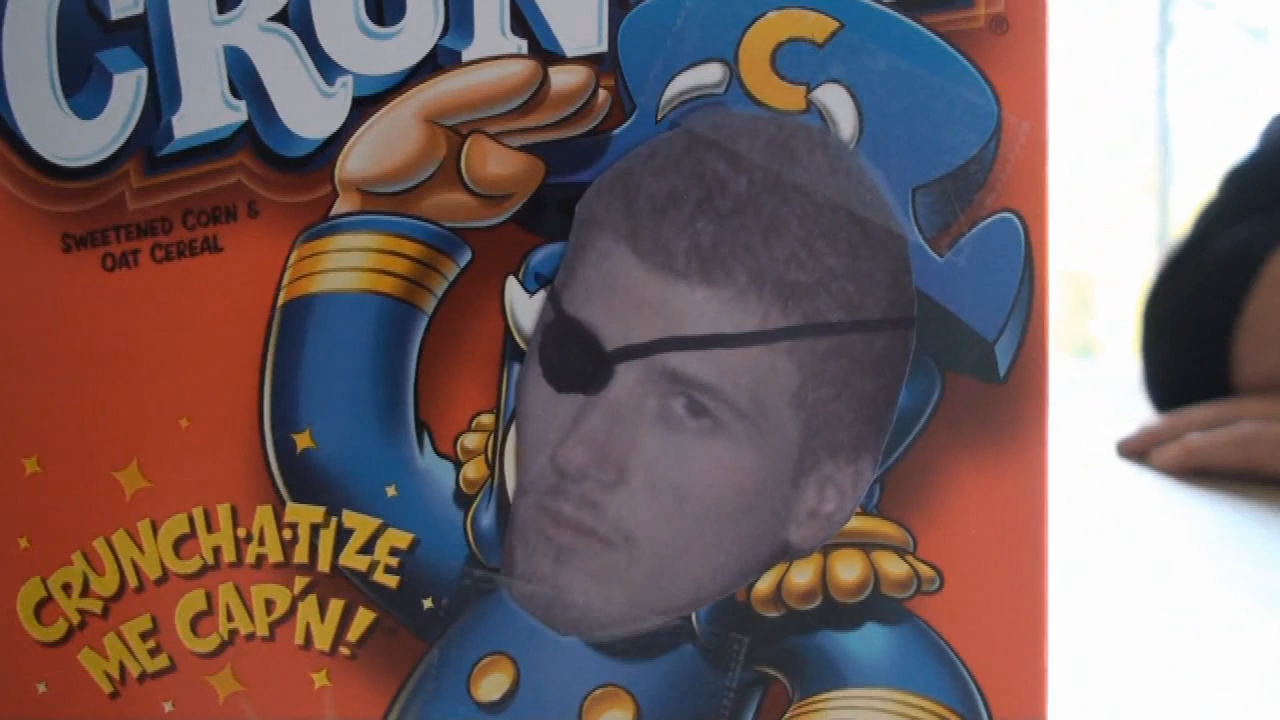 CRUN
C
®
SWEETENED CORN &
OAT CEREAL
CRUNCH·A·TIZE
ME CAP'N!